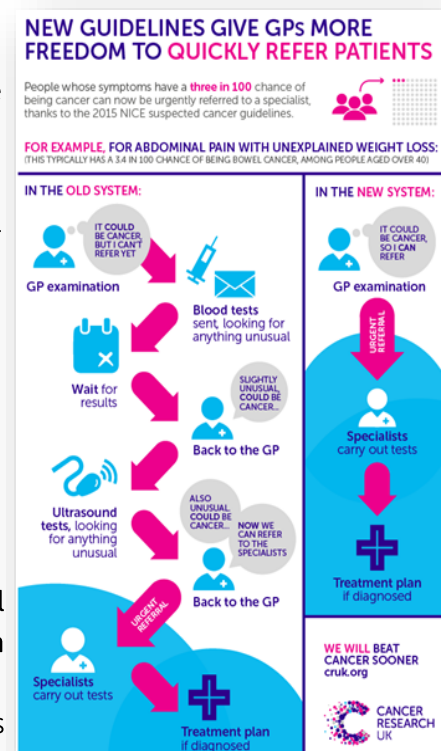 NEW GUIDELINES GIVE GPs MORE
FREEDOM TO QUICKLY REFER PATIENTS
People whose symptoms have a three in 100 chance of
being cancer can now be urgently referred to a specialist,
thanks to the 2015 NICE suspected cancer guidelines.
FOR EXAMPLE, FOR ABDOMINAL PAIN WITH UNEXPLAINED WEIGHT LOSS:
(THIS TYPICALLY HAS A 3.4 IN 100 CHANCE OF BEING BOWEL CANCER, AMONG PEOPLE AGED OVER 40)
IN THE OLD SYSTEM:
IT COULD
BE CANCER,
BUT I CAN'T
REFER YET
GP examination
Blood tests
sent, looking for
anything unusual
Wait for
results
SLIGHTLY
UNUSUAL,
COULD BE
CANCER...
Back to the GP
Ultrasound
tests, looking
for anything
unusual
ALSO
UNUSUAL,
COULD BE
CANCER...
NOW WE
CAN REFER
TO THE
SPECIALISTS
Back to the GP
URGENT
REFERRAL
Specialists
carry out tests
Treatment plan
if diagnosed
IN THE NEW SYSTEM:
IT COULD
BE CANCER,
SO I CAN
REFER
GP examination
URGENT
REFERRAL
Specialists
carry out tests
Treatment plan
if diagnosed
WE WILL BEAT
CANCER SOONER
cruk.org
CANCER
RESEARCH
UK